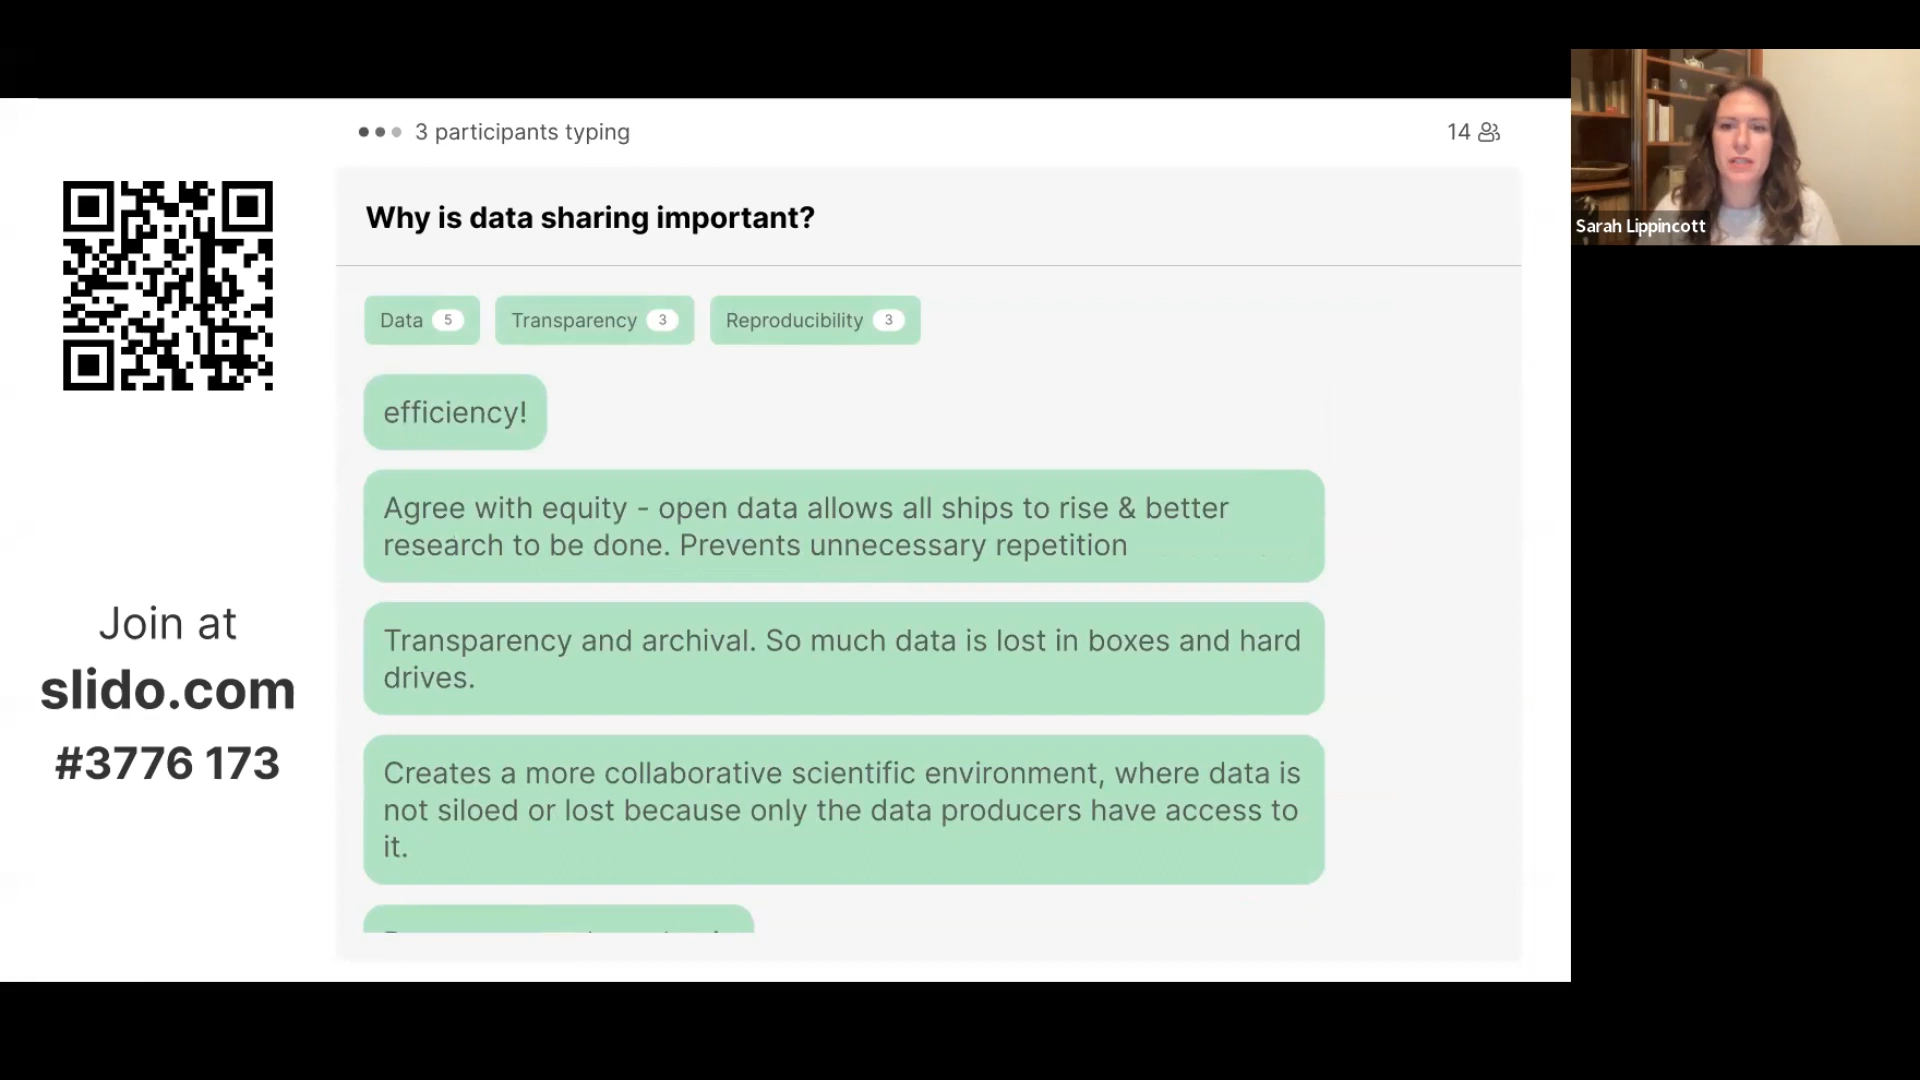 3 participants typing
14
Sarah Lippincott
Why is data sharing important?
Data 5
Transparency 3
Reproducibility 3
efficiency!
Agree with equity - open data allows all ships to rise & better
research to be done. Prevents unnecessary repetition
Transparency and archival. So much data is lost in boxes and hard
drives.
Creates a more collaborative scientific environment, where data is
not siloed or lost because only the data producers have access to
it.
Join at
slido.com
#3776 173